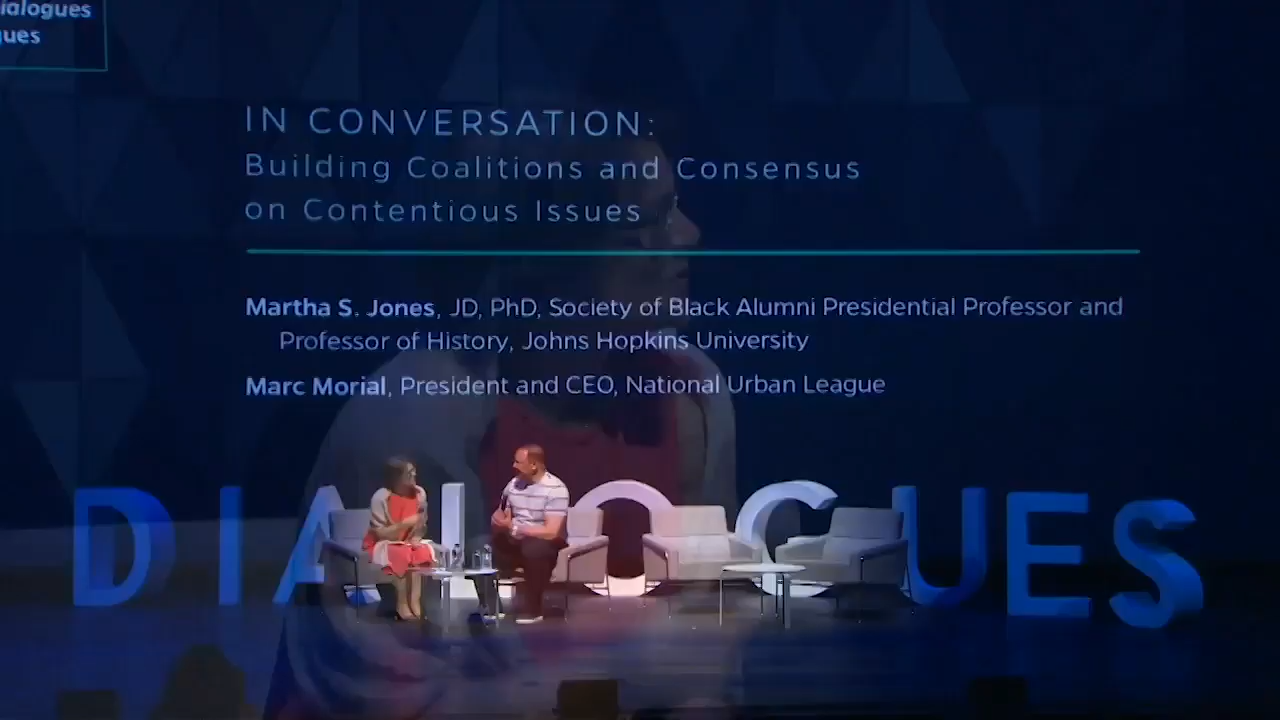 ialogues
gues
IN CONVERSATION:
Building Coalitions and Consensus
on Contentious Issues
Martha S. Jones, JD, PhD, Society of Black Alumni Presidential Professor and
Professor of History, Johns Hopkins University
Marc Morial, President and CEO, National Urban League
DIALOGUES